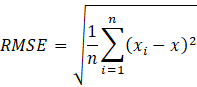 RMSE = √(1/n ∑_{i=1}^{n} (x_i − x)^2)